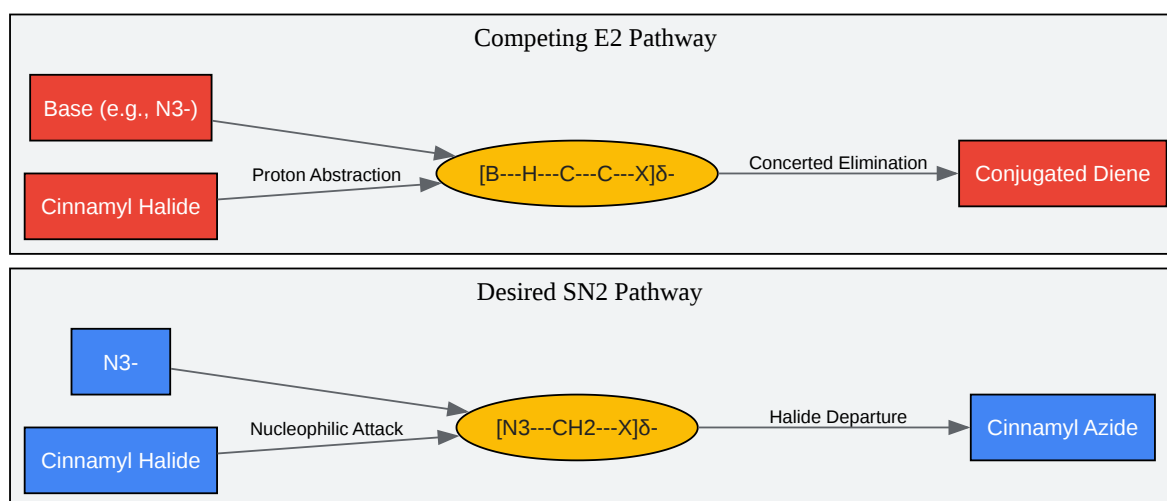 Competing E2 Pathway
Base (e.g., N3-)
Proton Abstraction
Cinnamyl Halide
[B---H---C---C---X]δ-
Concerted Elimination
Conjugated Diene
Desired SN2 Pathway
N3-
Nucleophilic Attack
Cinnamyl Halide
[N3---CH2---X]δ-
Halide Departure
Cinnamyl Azide